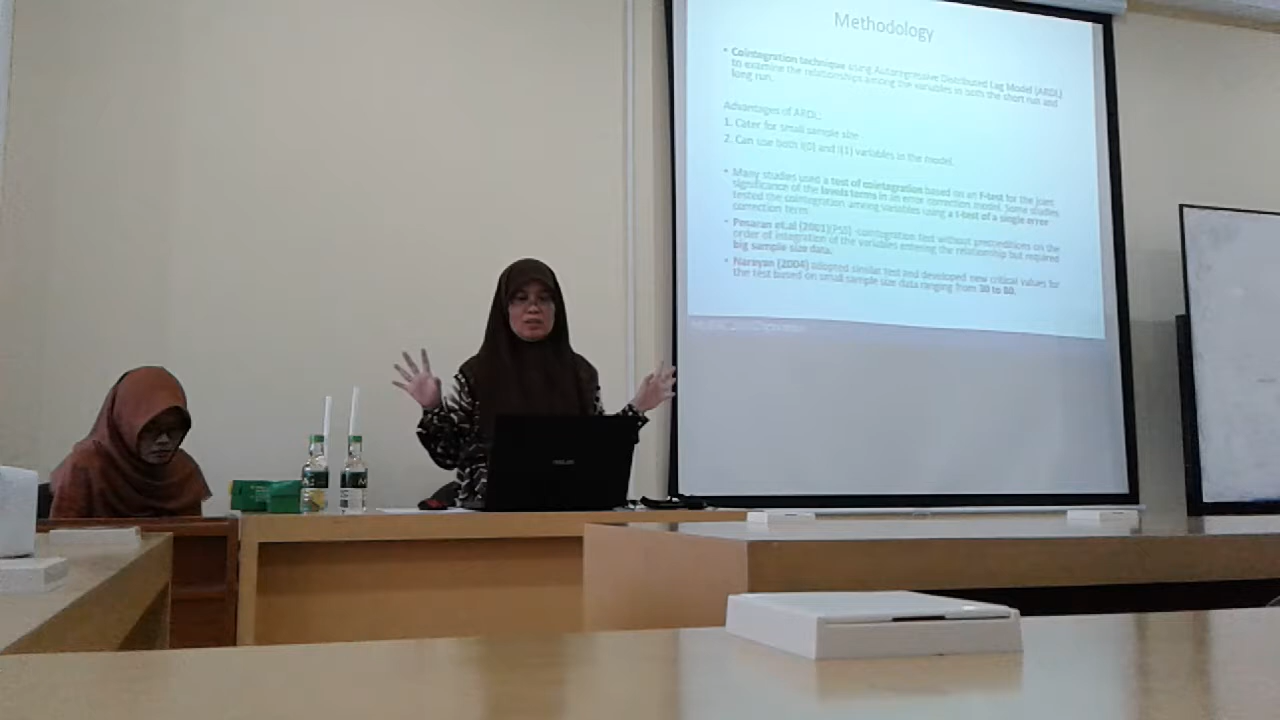 Methodology
• Cointegration technique using Autoregressive Distributed Lag Model (ARDL)
to examine the relationships among the variables in both the short run and
long run.
Advantages of ARDL:
1. Cater for small sample size
2. Can use both I(0) and I(1) variables in the model.
• Many studies used a test of cointegration based on an F-test for the joint
significance of the levels terms in an error correction model. Some studies
tested the cointegration among variables using a t-test of a single error
correction term.
• Pesaran et.al (2001)(PSS) -cointegration test without preconditions on the
order of integration of the variables entering the relationship but required
big sample size data.
• Narayan (2004) adopted similar test and developed new critical values for
the test based on small sample size data ranging from 30 to 80.
ASUS